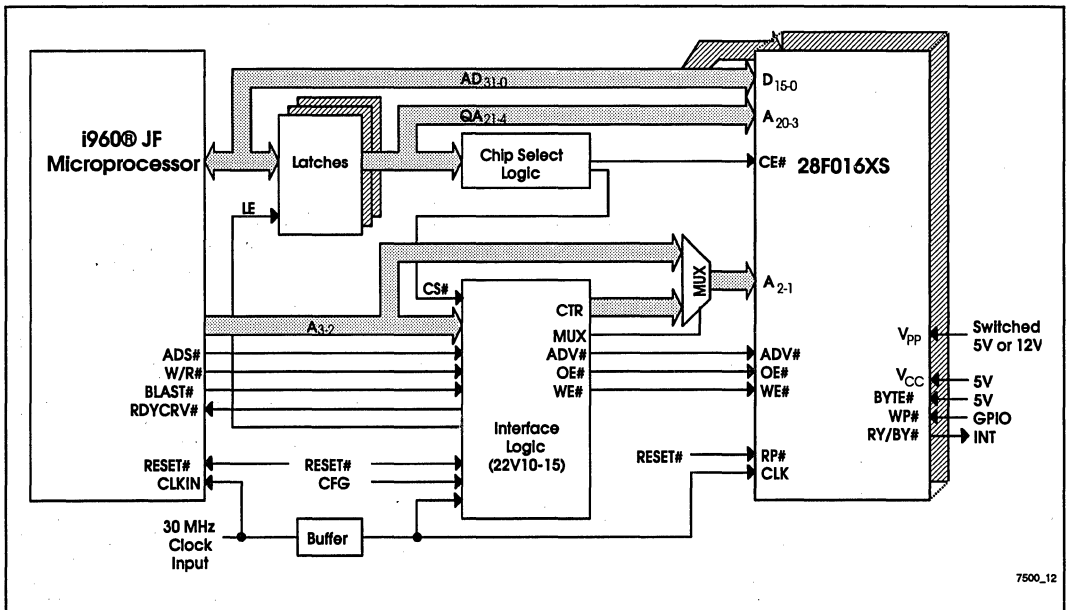 AD31-0
D15-0
QA21-4
A20-3
i960® JF
Microprocessor
Latches
Chip Select
Logic
CE#
28F016XS
LE
CS#
MUX
A2-1
CTR
A3-2
MUX
VPP
Switched
5V or 12V
ADS#
ADV#
ADV#
W/R#
OE#
OE#
VCC
5V
BLAST#
WE#
WE#
BYTE#
5V
RDYCRV#
WP#
GPIO
Interface
Logic
(22V10-15)
RY/BY#
INT
RESET#
RESET#
RESET#
RP#
CLKIN
CFG
CLK
30 MHz
Clock
Input
Buffer
7500_12